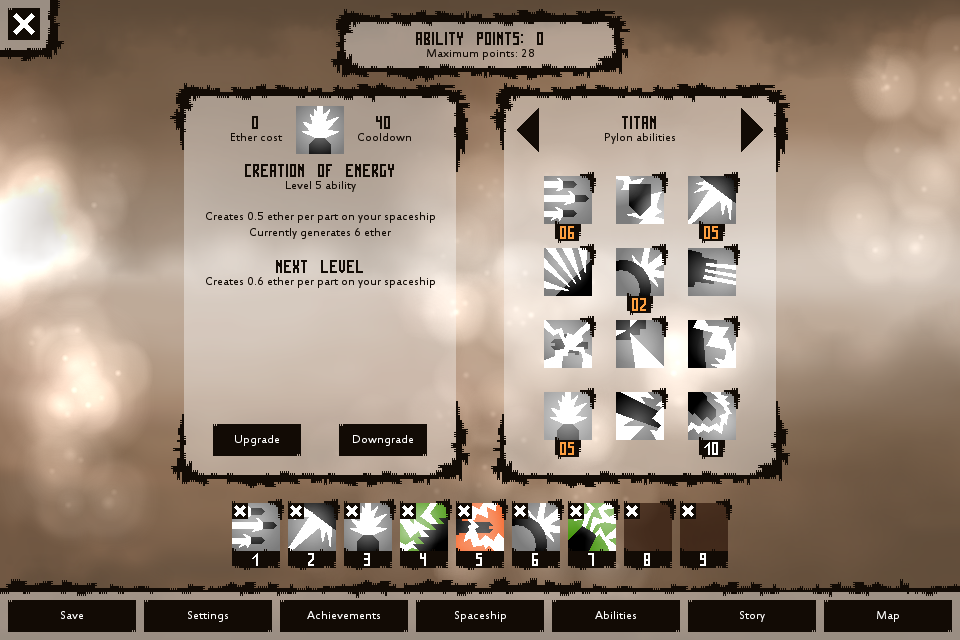 ABILITY POINTS: 0
Maximum points: 28
0
Ether cost
40
Cooldown
CREATION OF ENERGY
Level 5 ability
Creates 0.5 ether per part on your spaceship
Currently generates 6 ether
NEXT LEVEL
Creates 0.6 ether per part on your spaceship
Upgrade
Downgrade
TITAN
Pylon abilities
06
05
02
05
10
1
2
3
4
5
6
7
8
9
Save
Settings
Achievements
Spaceship
Abilities
Story
Map